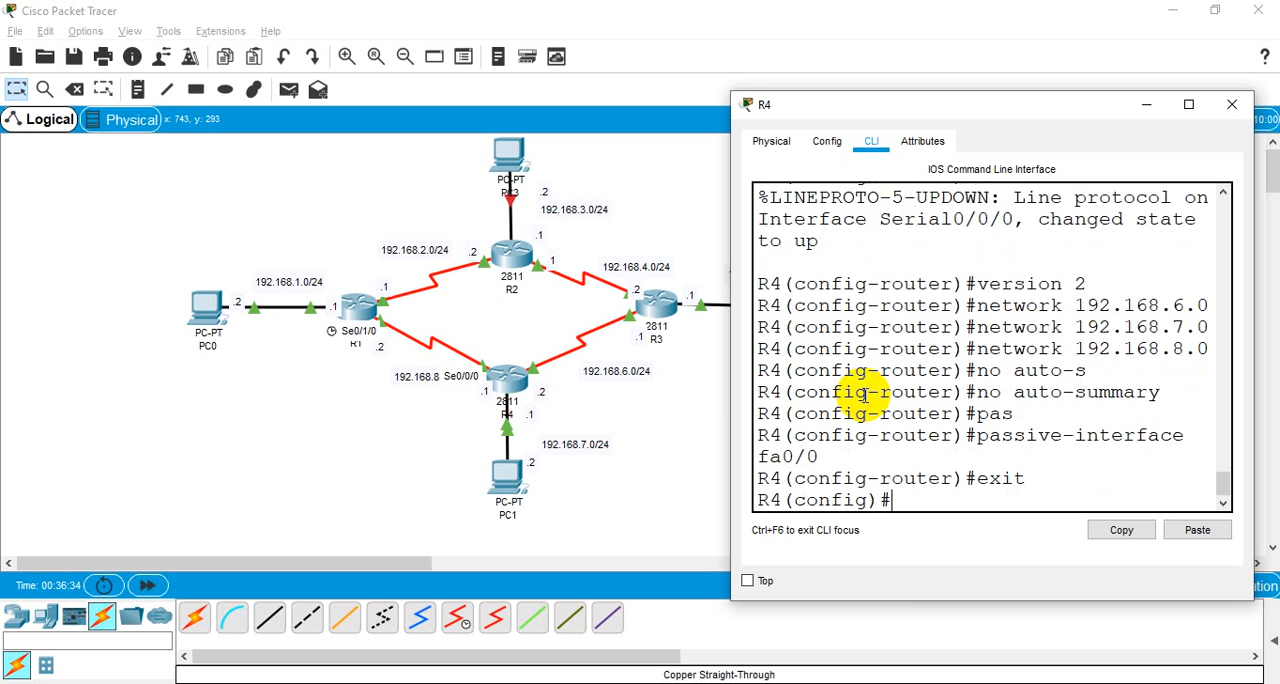 Cisco Packet Tracer
File Edit Options View Tools Extensions Help
?
Logical
Physical x: 743, y: 293
10:00
PC-PT
PC3
.2
192.168.3.0/24
.1
192.168.2.0/24
.2
.1
2811
R2
192.168.4.0/24
192.168.1.0/24
.1
.2
.1
PC-PT
PC0
.2
.1
Se0/1/0
R1
.2
2811
R3
.1
192.168.8
Se0/0/0
.1
.2
192.168.6.0/24
2811
R4
.1
192.168.7.0/24
.2
PC-PT
PC1
R4
Physical Config CLI Attributes
IOS Command Line Interface
%LINEPROTO-5-UPDOWN: Line protocol on
Interface Serial0/0/0, changed state
to up
R4(config-router)#version 2
R4(config-router)#network 192.168.6.0
R4(config-router)#network 192.168.7.0
R4(config-router)#network 192.168.8.0
R4(config-router)#no auto-s
R4(config-router)#no auto-summary
R4(config-router)#pas
R4(config-router)#passive-interface
fa0/0
R4(config-router)#exit
R4(config)#
Ctrl+F6 to exit CLI focus
Copy
Paste
Top
Time: 00:36:34
Copper Straight-Through